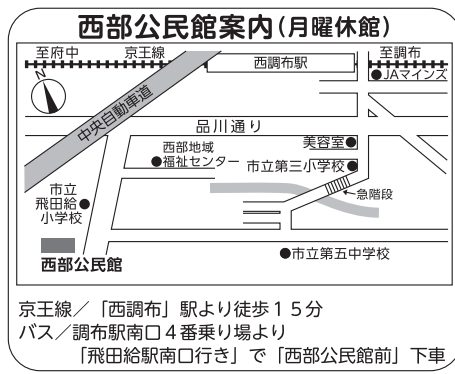 西部公民館案内(月曜休館)
至府中
京王線
西調布駅
至調布
JAマインズ
N
中央自動車道
品川通り
美容室
西部地域
福祉センター
市立第三小学校
急階段
市立
飛田給
小学校
西部公民館
市立第五中学校
京王線/「西調布」駅より徒歩15分
バス/調布駅南口4番乗り場より
「飛田給駅南口行き」で「西部公民館前」下車